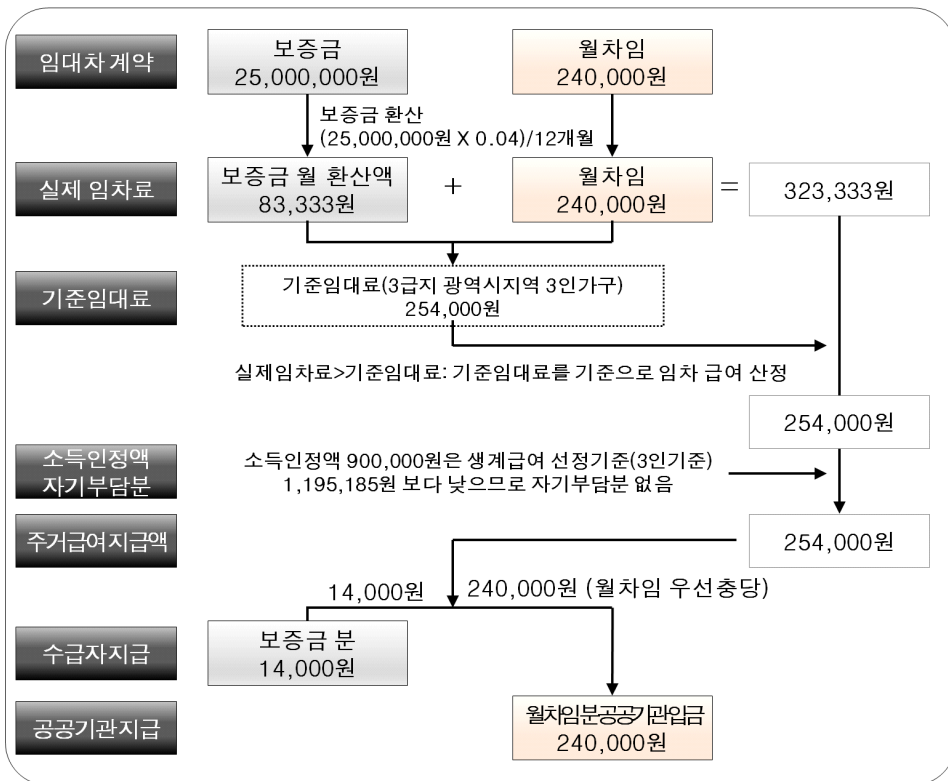 임대차 계약
보증금
25,000,000원
월차임
240,000원
보증금 환산
(25,000,000원 X 0.04)/12개월
실제 임차료
보증금 월 환산액
83,333원
+
월차임
240,000원
=
323,333원
기준임대료
기준임대료(3급지 광역시지역 3인가구)
254,000원
실제임차료>기준임대료: 기준임대료를 기준으로 임차 급여 산정
254,000원
소득인정액
자기부담분
소득인정액 900,000원은 생계급여 선정기준(3인기준)
1,195,185원 보다 낮으므로 자기부담분 없음
주거급여지급액
254,000원
14,000원
240,000원 (월차임 우선충당)
수급자지급
보증금 분
14,000원
공공기관지급
월차임분공공기관입금
240,000원